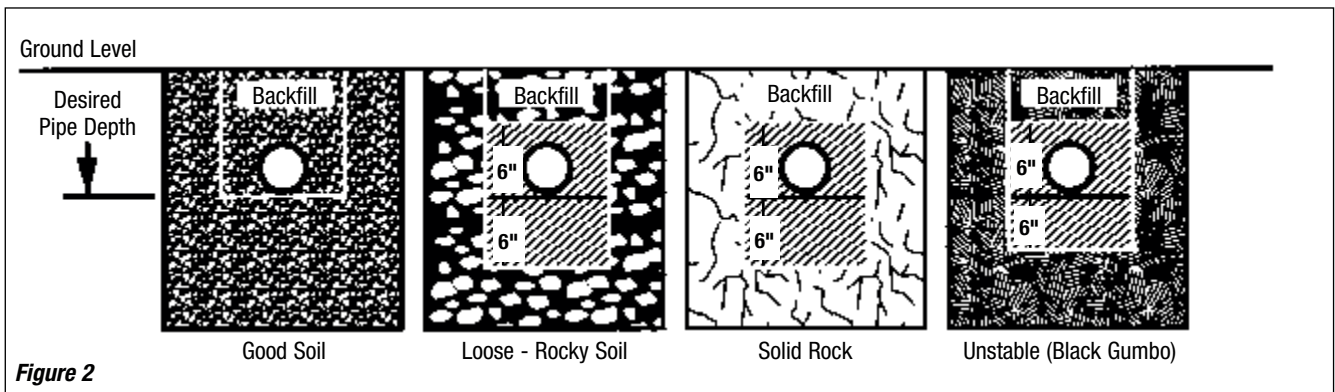 Ground Level
Desired
Pipe Depth
Backfill
Backfill
6"
6"
Backfill
6"
6"
Backfill
6"
6"
Good Soil
Loose - Rocky Soil
Solid Rock
Unstable (Black Gumbo)
Figure 2